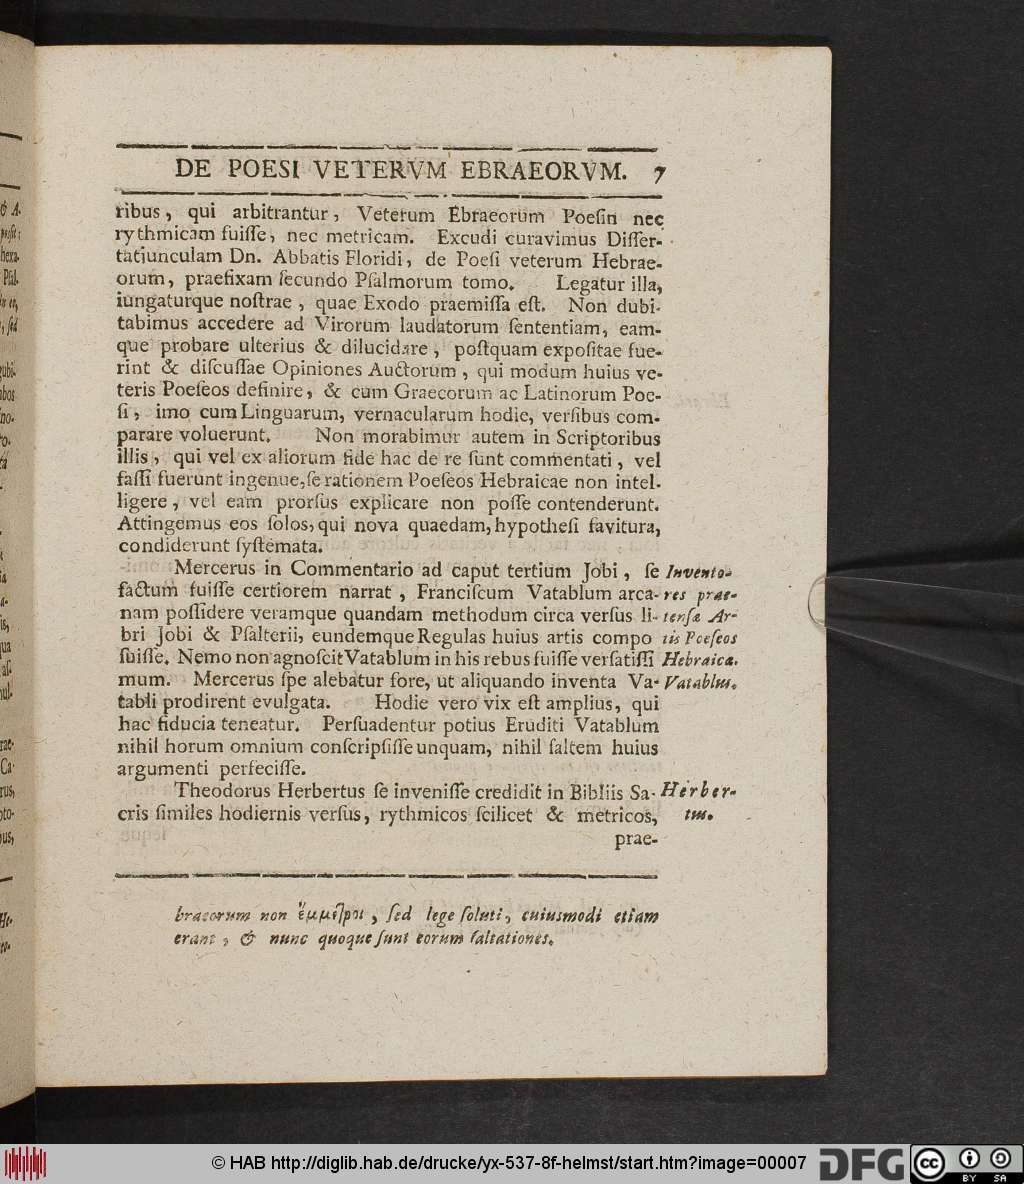 DE POESI VETERVM EBRAEORVM. 7
ribus, qui arbitrantur, Veterum Ebraeorum Poesin nec
rythmicam fuiſſe, nec metricam. Excudi curavimus Diſſer-
tatiunculam Dn. Abbatis Floridi, de Poeſi veterum Hebrae-
orum, praefixam ſecundo Pſalmorum tomo. Legatur illa,
iungaturque noſtrae, quae Exodo praemiſſa eſt. Non dubi-
tabimus accedere ad Virorum laudatorum ſententiam, eam-
que probare ulterius & dilucidare, poſtquam expoſitae fue-
rint & diſcuſſae Opiniones Auctorum, qui modum huius ve-
teris Poeſeos definire, & cum Graecorum ac Latinorum Poe-
ſi, imo cum Linguarum, vernacularum hodie, verſibus com-
parare voluerunt. Non morabimur autem in Scriptoribus
illis, qui vel ex aliorum fide hac de re ſunt commentati, vel
faſſi fuerunt ingenue, ſe rationem Poeſeos Hebraicae non intel-
ligere, vel eam prorſus explicare non poſſe contenderunt.
Attingemus eos ſolos, qui nova quaedam, hypotheſi ſavitura,
condiderunt ſyſtemata.
Mercerus in Commentario ad caput tertium Jobi, ſe
factum fuiſſe certiorem narrat, Franciſcum Vatablum arca-
nam poſſidere veramque quandam methodum circa verſus li-
bri Jobi & Pſalterii, eundemque Regulas huius artis compo
ſuiſſe. Nemo non agnoſcit Vatablum in his rebus fuiſſe verſatiſſi
mum. Mercerus ſpe alebatur fore, ut aliquando inventa Va-
tabli prodirent evulgata. Hodie vero vix eſt amplius, qui
hac fiducia teneatur. Perſuadentur potius Eruditi Vatablum
nihil horum omnium conſcripſiſſe unquam, nihil ſaltem huius
argumenti perfeciſſe.
Invento-
res prae-
tenſæ Ar-
tis Poeſeos
Hebraicæ.
Vatablus.
Theodorus Herbertus ſe inveniſſe credidit in Bibliis Sa-
cris ſimiles hodiernis verſus, rythmicos ſcilicet & metricos,
Herber-
tus.
prae-
braeorum non ἔμμετροι, ſed lege ſoluti, cuiusmodi etiam
erant, & nunc quoque ſunt eorum ſaltationes.
© HAB http://diglib.hab.de/drucke/yx-537-8f-helmst/start.htm?image=00007
DFG
cc BY SA